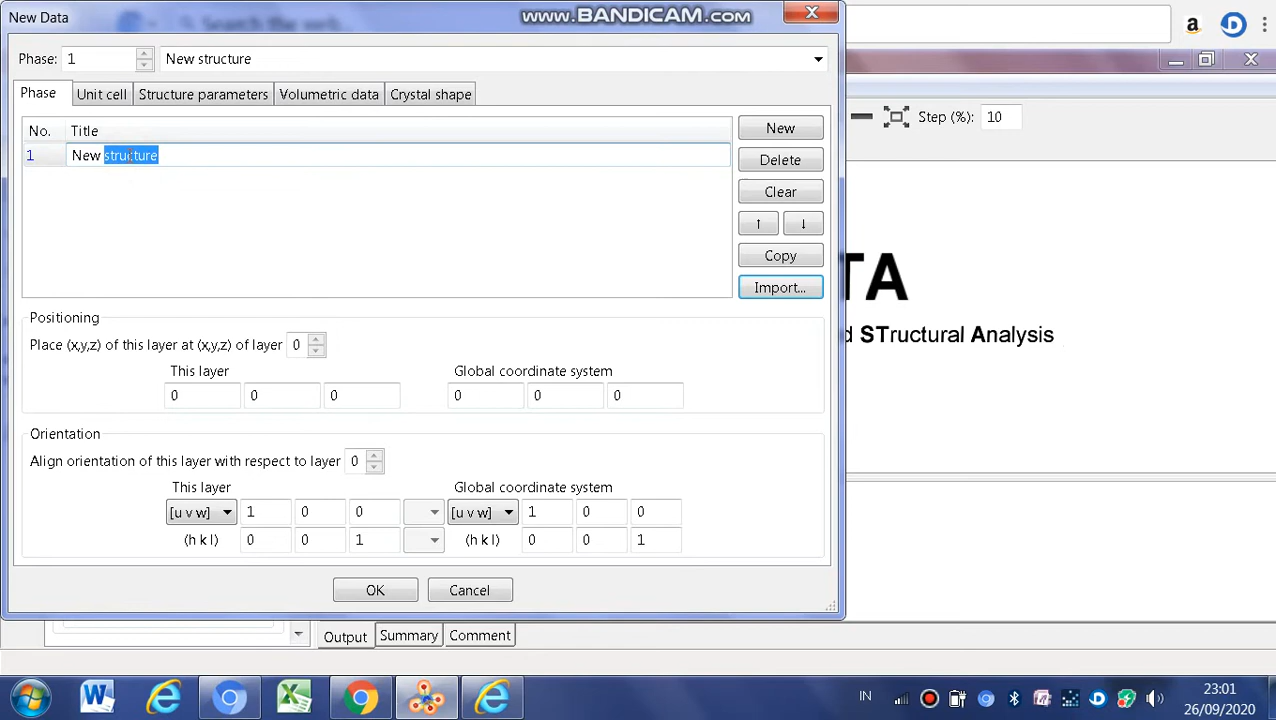 New Data
www.BANDICAM.com
Phase: 1 New structure
Phase Unit cell Structure parameters Volumetric data Crystal shape
Step (%): 10
No. Title
1 New structure
New
Delete
Clear
↑ ↓
Copy
Import...
TA
d STructural Analysis
Positioning
Place (x,y,z) of this layer at (x,y,z) of layer 0
This layer Global coordinate system
0 0 0 0 0 0
Orientation
Align orientation of this layer with respect to layer 0
This layer Global coordinate system
[u v w] 1 0 0 [u v w] 1 0 0
(h k l) 0 0 1 (h k l) 0 0 1
OK Cancel
Output Summary Comment
IN 23:01
26/09/2020